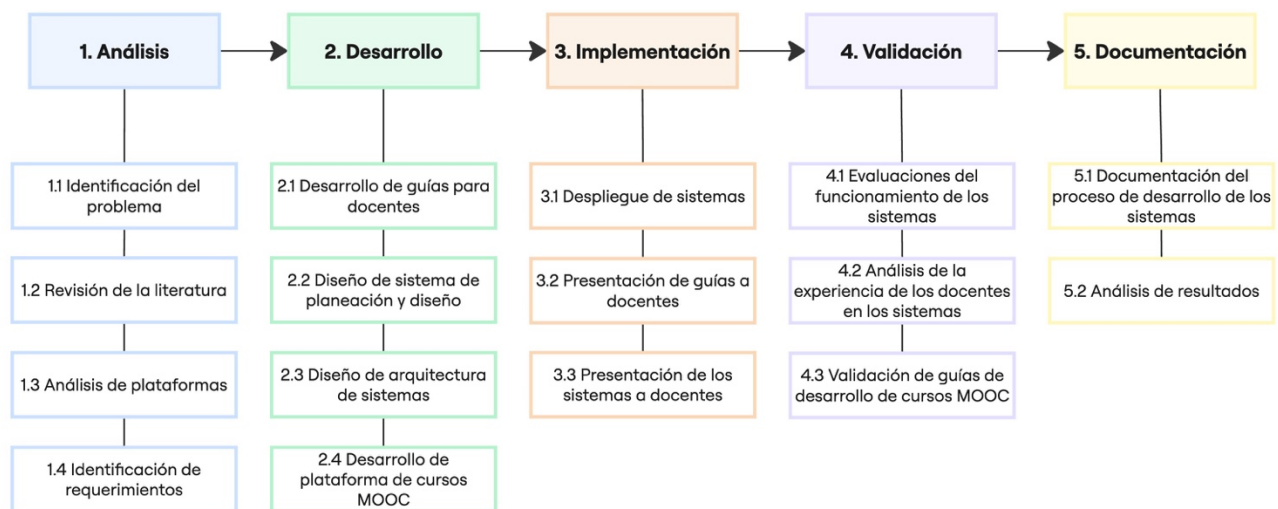 1. Análisis
2. Desarrollo
3. Implementación
4. Validación
5. Documentación
1.1 Identificación del
problema
1.2 Revisión de la literatura
1.3 Análisis de plataformas
1.4 Identificación de
requerimientos
2.1 Desarrollo de guías para
docentes
2.2 Diseño de sistema de
planeación y diseño
2.3 Diseño de arquitectura
de sistemas
2.4 Desarrollo de
plataforma de cursos
MOOC
3.1 Despliegue de sistemas
3.2 Presentación de guías a
docentes
3.3 Presentación de los
sistemas a docentes
4.1 Evaluaciones del
funcionamiento de los
sistemas
4.2 Análisis de la
experiencia de los docentes
en los sistemas
4.3 Validación de guías de
desarrollo de cursos MOOC
5.1 Documentación del
proceso de desarrollo de los
sistemas
5.2 Análisis de resultados